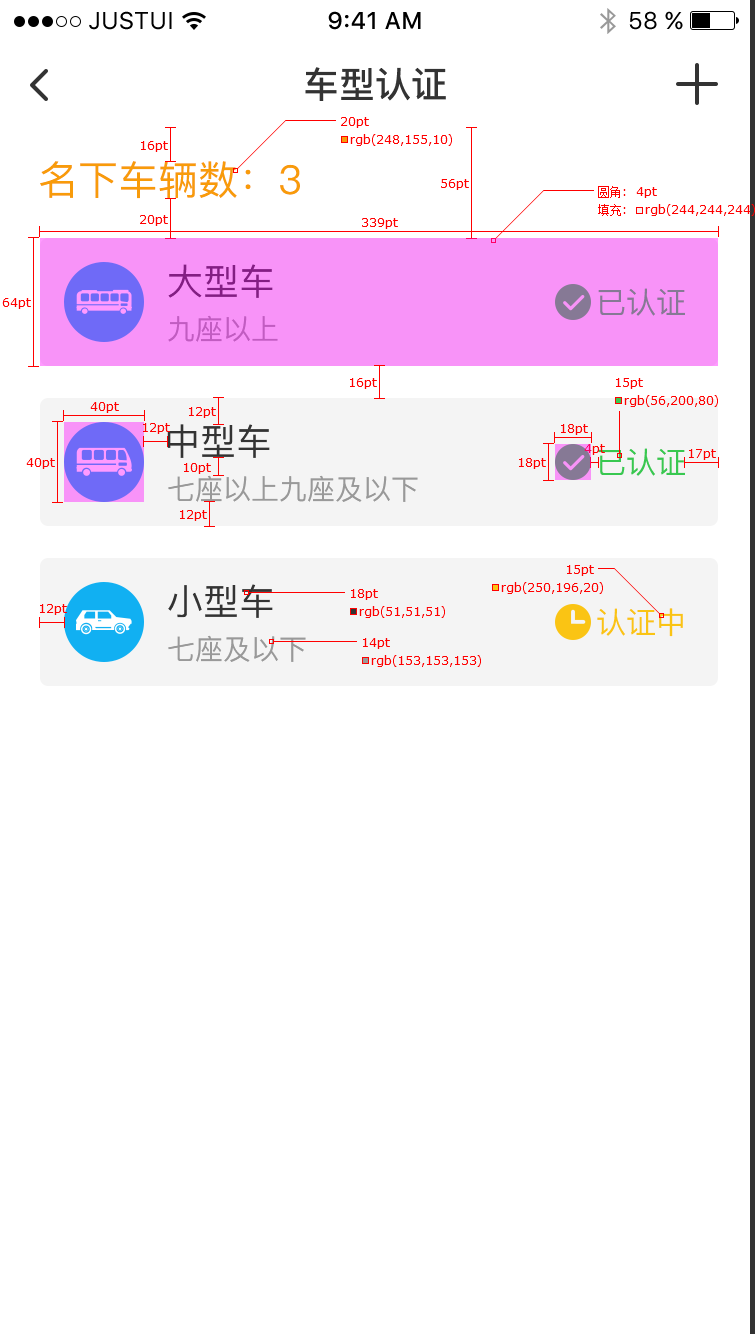 JUSTUI 9:41 AM 58 %
车型认证
20pt
rgb(248,155,10)
16pt
名下车辆数：3
56pt
圆角：4pt
填充：rgb(244,244,244)
20pt
339pt
64pt
大型车
九座以上
已认证
16pt
15pt
rgb(56,200,80)
40pt
12pt
12pt
中型车
18pt
4pt
40pt
10pt
18pt
已认证
17pt
七座以上九座及以下
12pt
15pt
12pt
小型车
18pt
rgb(250,196,20)
rgb(51,51,51)
认证中
七座及以下
14pt
rgb(153,153,153)